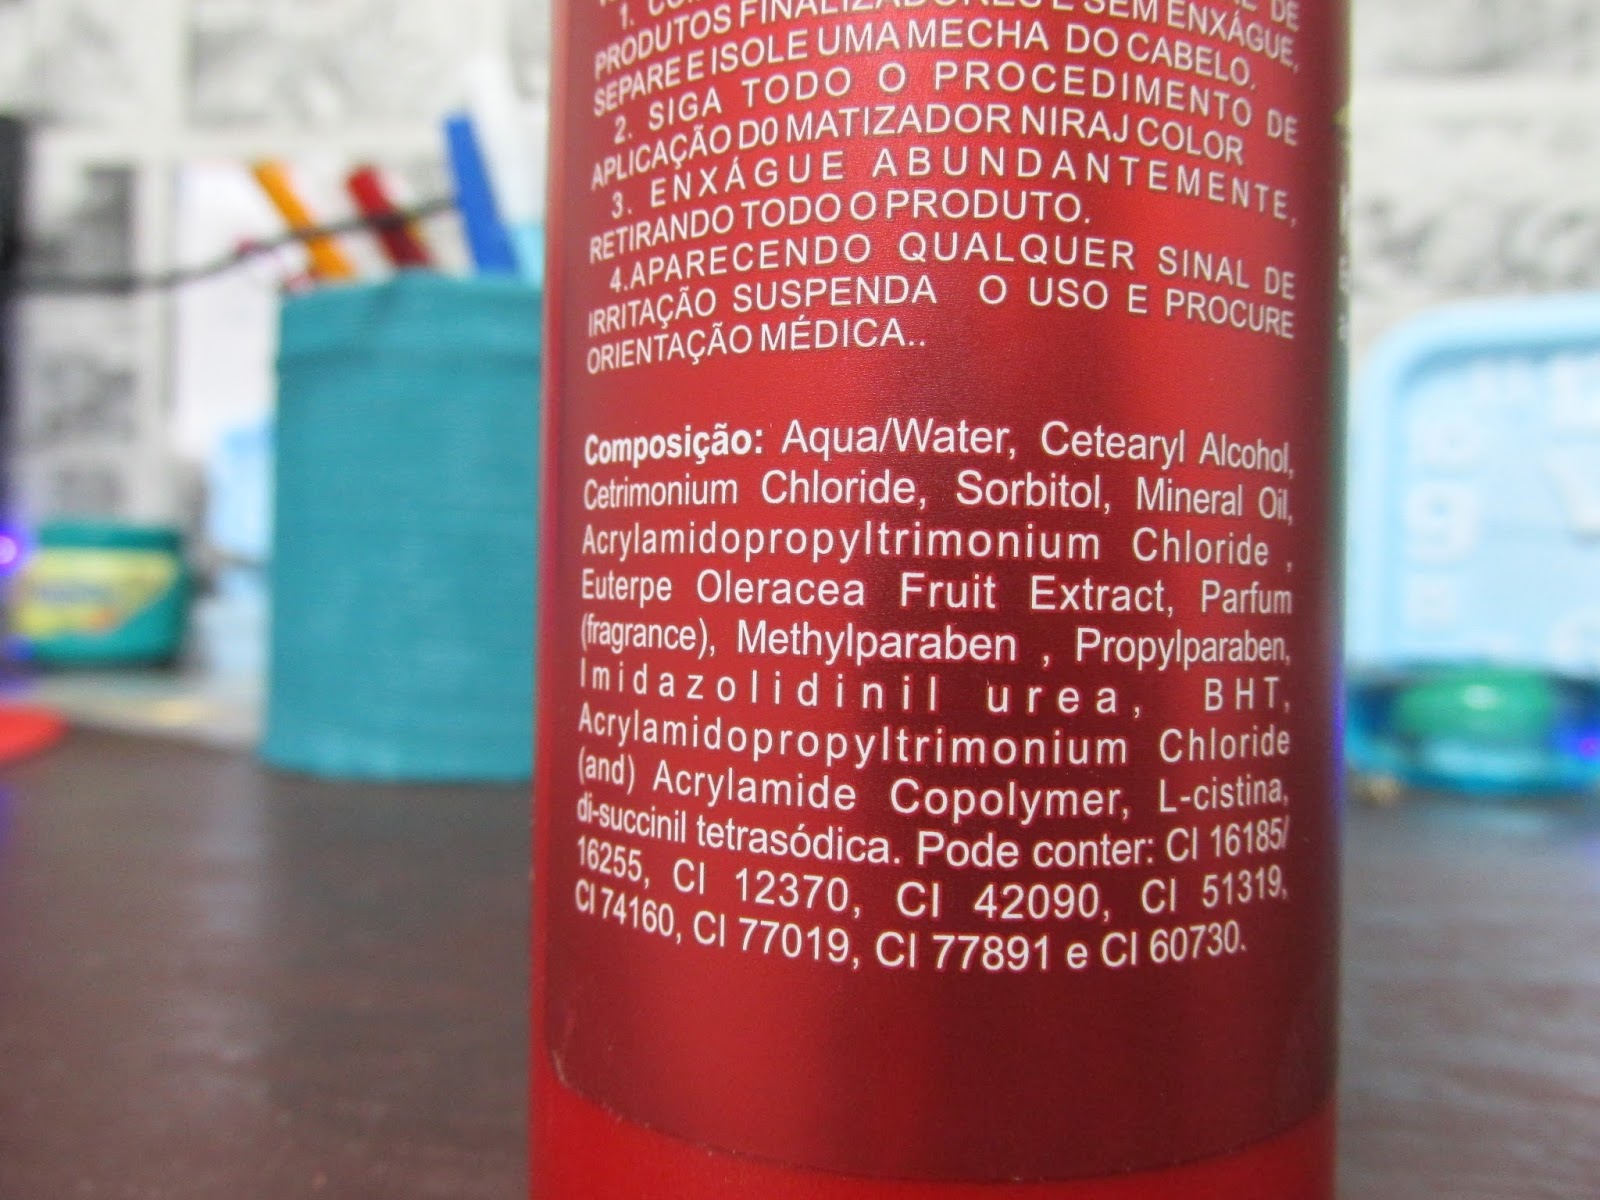 1. 
PRODUTOS FINALIZADORES E SEM ENXÁGUE,
SEPARE E ISOLE UMA MECHA DO CABELO.
2. SIGA TODO O PROCEDIMENTO DE
APLICAÇÃO DO MATIZADOR NIRAJ COLOR
3. ENXÁGUE ABUNDANTEMENTE,
RETIRANDO TODO O PRODUTO.
4.APARECENDO QUALQUER SINAL DE
IRRITAÇÃO SUSPENDA O USO E PROCURE
ORIENTAÇÃO MÉDICA..
Composição: Aqua/Water, Cetearyl Alcohol,
Cetrimonium Chloride, Sorbitol, Mineral Oil,
Acrylamidopropyltrimonium Chloride ,
Euterpe Oleracea Fruit Extract, Parfum
(fragrance), Methylparaben , Propylparaben,
Imidazolidinil urea, BHT,
Acrylamidopropyltrimonium Chloride
(and) Acrylamide Copolymer, L-cistina,
di-succinil tetrasódica. Pode conter: CI 16185/
16255, CI 12370, CI 42090, CI 51319,
CI 74160, CI 77019, CI 77891 e CI 60730.
9